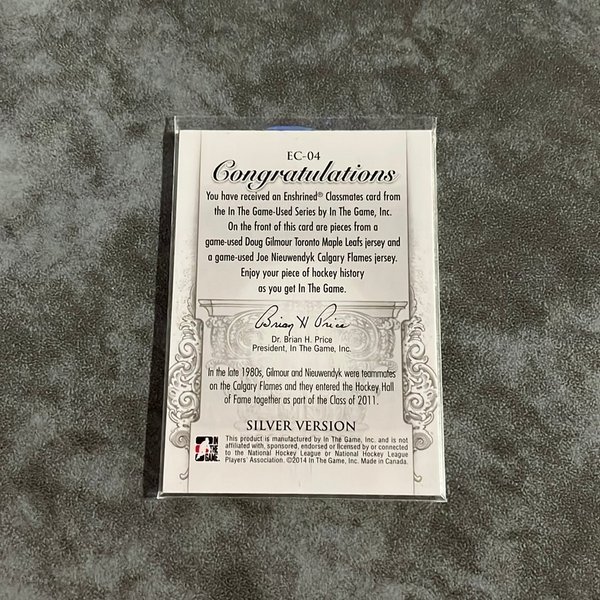 EC-04
Congratulations
You have received an Enshrined® Classmates card from
the In The Game-Used Series by In The Game, Inc.
On the front of this card are pieces from a
game-used Doug Gilmour Toronto Maple Leafs jersey and
a game-used Joe Nieuwendyk Calgary Flames jersey.
Enjoy your piece of hockey history
as you get In The Game.
Brian H Price
Dr. Brian H. Price
President, In The Game, Inc.
In the late 1980s, Gilmour and Nieuwendyk were teammates
on the Calgary Flames and they entered the Hockey Hall
of Fame together as part of the Class of 2011.
SILVER VERSION
IN THE GAME
This product is manufactured by In The Game, Inc. and is not
affiliated with, sponsored, endorsed or licensed by or connected
to the National Hockey League or National Hockey League
Players' Association. ©2014 In The Game, Inc. Made in Canada.